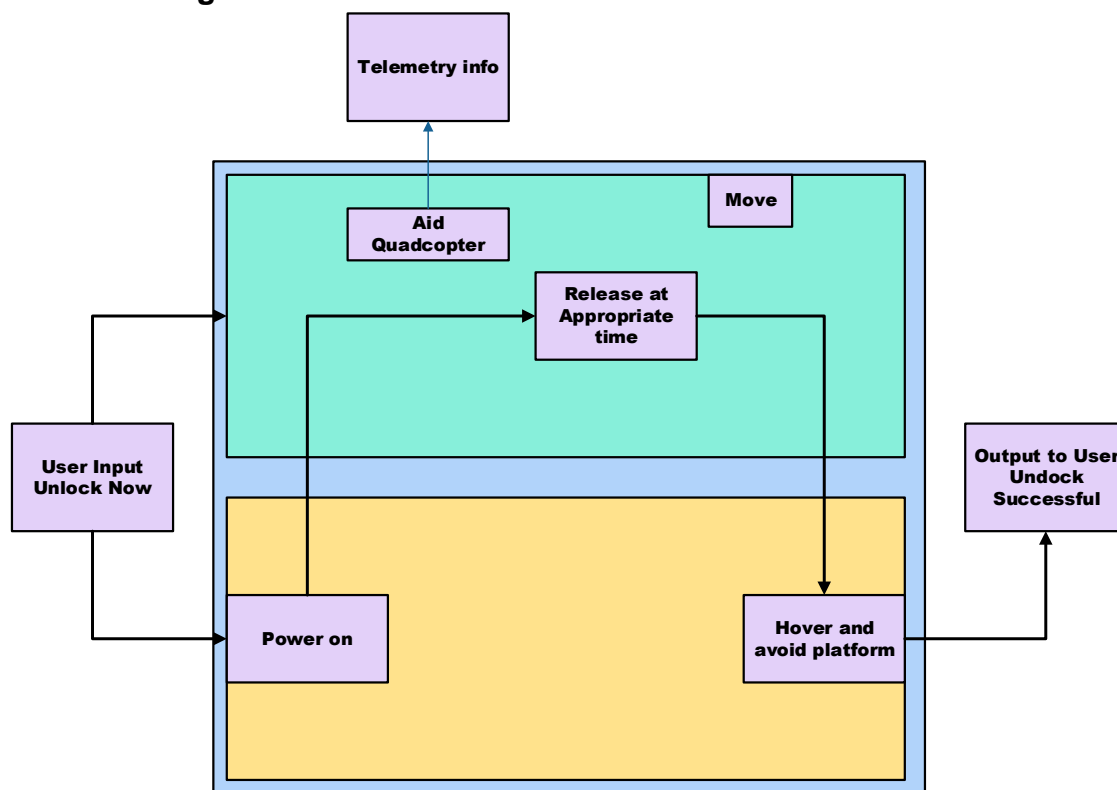 Telemetry info
Aid
Quadcopter
Move
Release at
Appropriate
time
User Input
Unlock Now
Output to User
Undock
Successful
Power on
Hover and
avoid platform